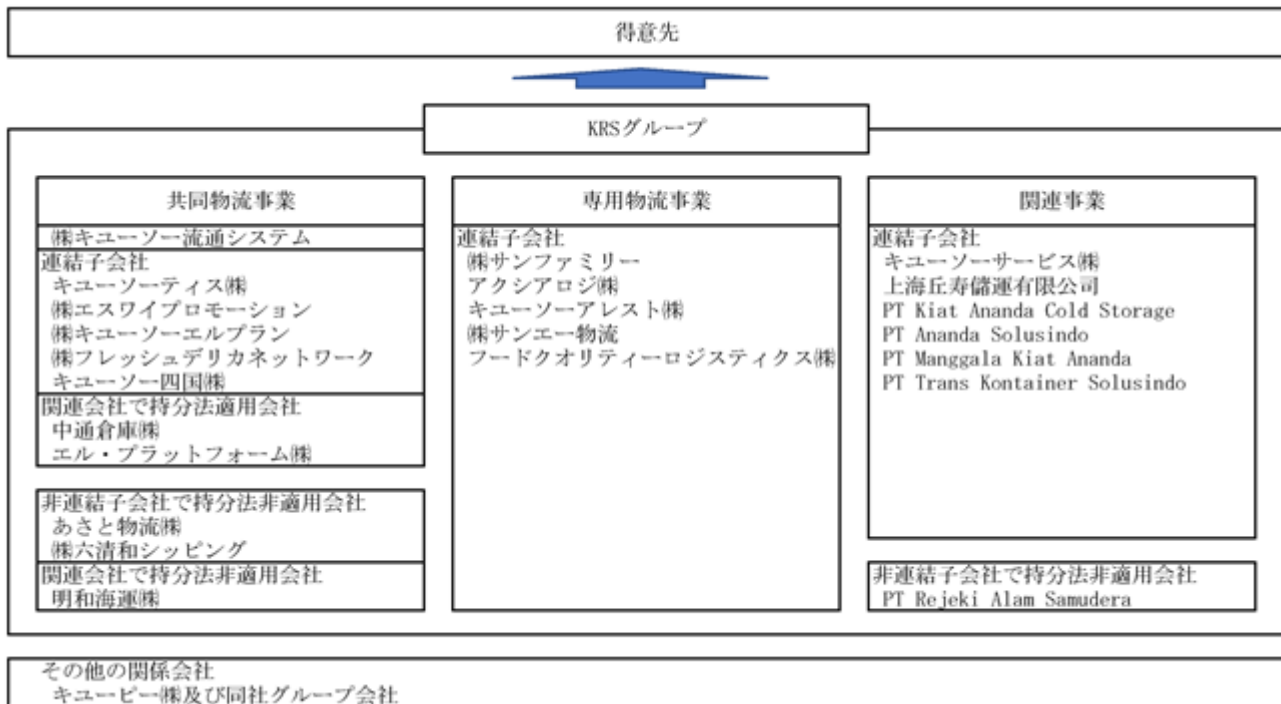 得意先
KRSグループ
共同物流事業
㈱キユーソー流通システム
連結子会社
キユーソーティス㈱
㈱エスワイプロモーション
㈱キユーソーエルプラン
㈱フレッシュデリカネットワーク
キユーソー四国㈱
関連会社で持分法適用会社
中通倉庫㈱
エル・プラットフォーム㈱
非連結子会社で持分法非適用会社
あさと物流㈱
㈱六清和シッピング
関連会社で持分法非適用会社
明和海運㈱
専用物流事業
連結子会社
㈱サンファミリー
アクシアロジ㈱
キユーソーアレスト㈱
㈱サンエー物流
フードクオリティーロジスティクス㈱
関連事業
連結子会社
キユーソーサービス㈱
上海丘寿儲運有限公司
PT Kiat Ananda Cold Storage
PT Ananda Solusindo
PT Manggala Kiat Ananda
PT Trans Kontainer Solusindo
非連結子会社で持分法非適用会社
PT Rejeki Alam Samudera
その他の関係会社
キユーピー㈱及び同社グループ会社